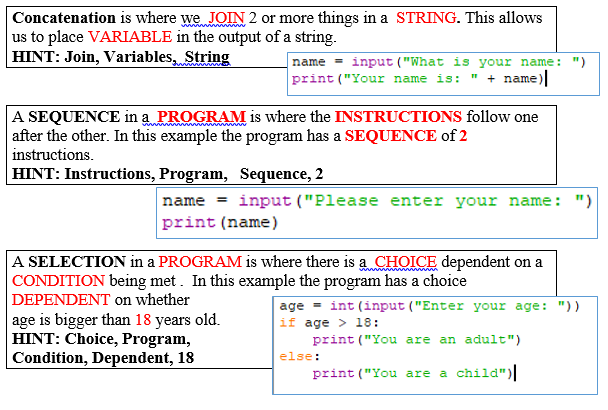 Concatenation is where we JOIN 2 or more things in a STRING. This allows
us to place VARIABLE in the output of a string.
HINT: Join, Variables, String
name = input("What is your name: ")
print("Your name is: " + name)
A SEQUENCE in a PROGRAM is where the INSTRUCTIONS follow one
after the other. In this example the program has a SEQUENCE of 2
instructions.
HINT: Instructions, Program, Sequence, 2
name = input("Please enter your name: ")
print(name)
A SELECTION in a PROGRAM is where there is a CHOICE dependent on a
CONDITION being met . In this example the program has a choice
DEPENDENT on whether
age is bigger than 18 years old.
HINT: Choice, Program,
Condition, Dependent, 18
age = int(input("Enter your age: "))
if age > 18:
    print("You are an adult")
else:
    print("You are a child")